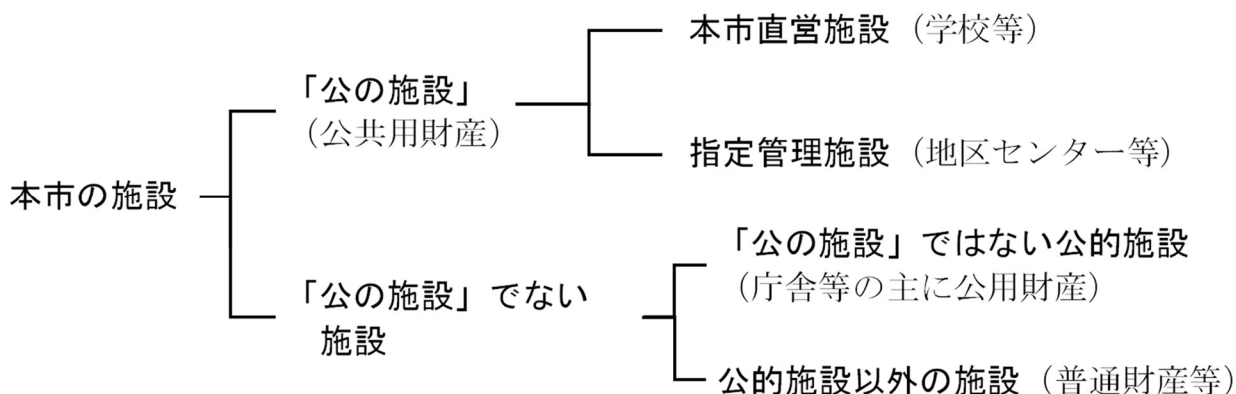 本市の施設
「公の施設」
（公共用財産）
本市直営施設（学校等）
指定管理施設（地区センター等）
「公の施設」でない
施設
「公の施設」ではない公的施設
（庁舎等の主に公用財産）
公的施設以外の施設（普通財産等）